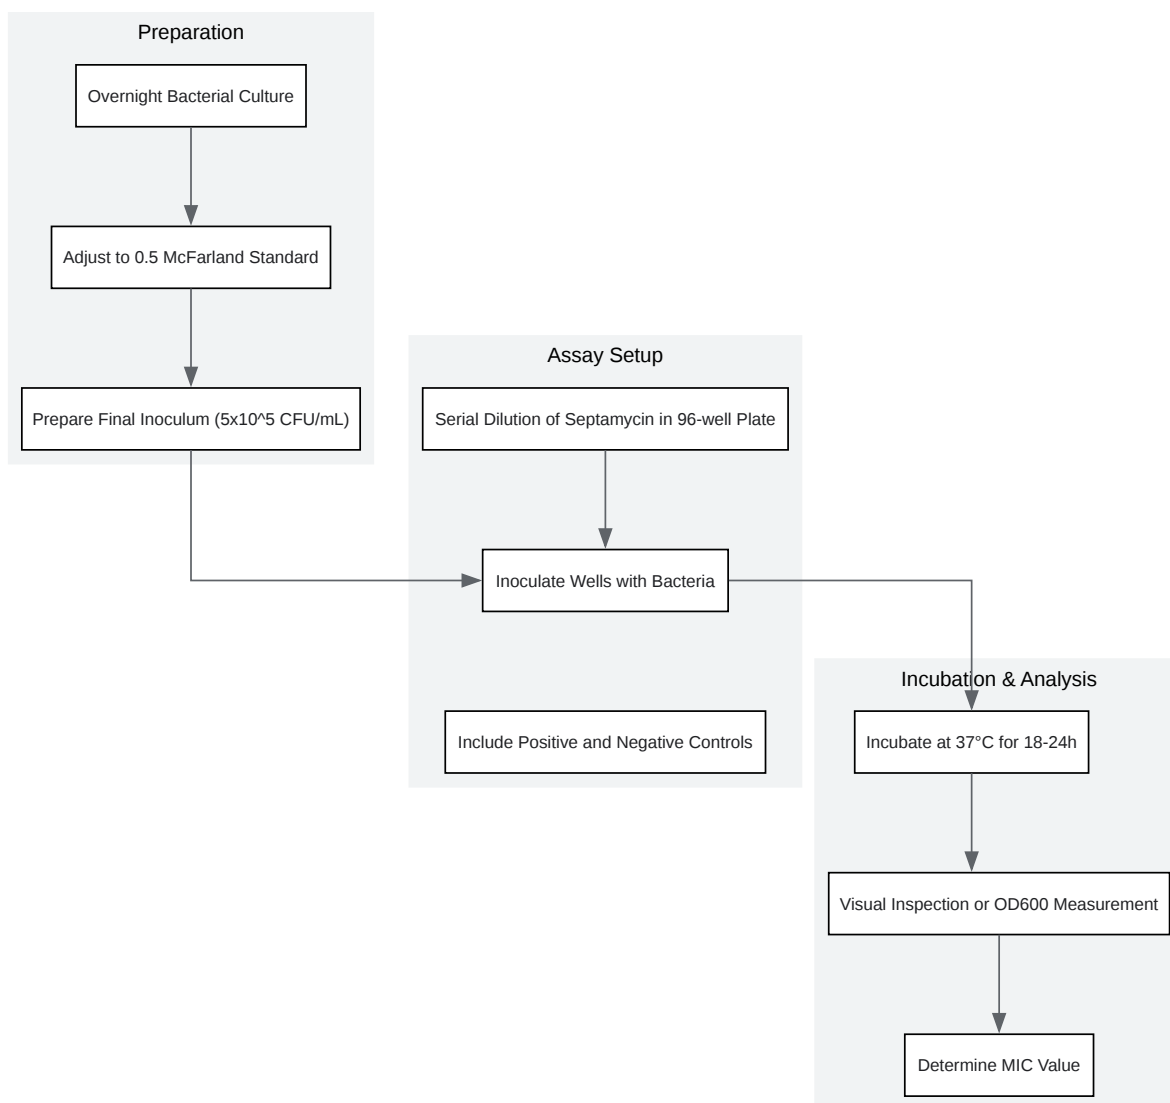 Preparation
Overnight Bacterial Culture
Adjust to 0.5 McFarland Standard
Prepare Final Inoculum (5x10^5 CFU/mL)
Assay Setup
Serial Dilution of Septamycin in 96-well Plate
Inoculate Wells with Bacteria
Include Positive and Negative Controls
Incubation & Analysis
Incubate at 37°C for 18-24h
Visual Inspection or OD600 Measurement
Determine MIC Value